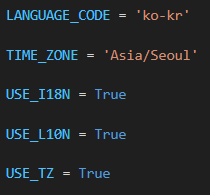 LANGUAGE_CODE = 'ko-kr'
TIME_ZONE = 'Asia/Seoul'
USE_I18N = True
USE_L10N = True
USE_TZ = True